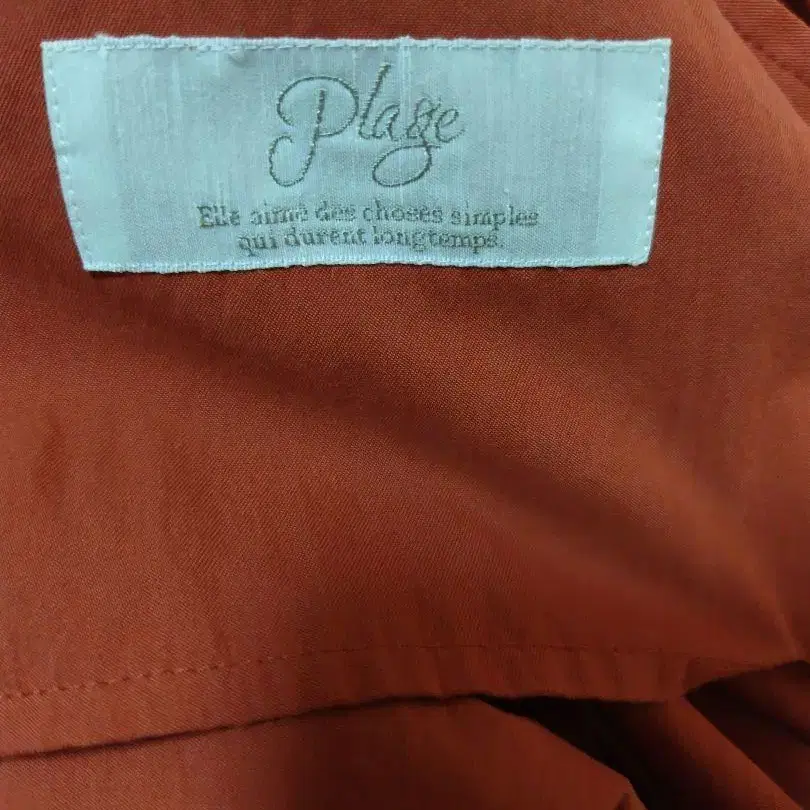 Plage
Elle aime des choses simples
qui durent longtemps.